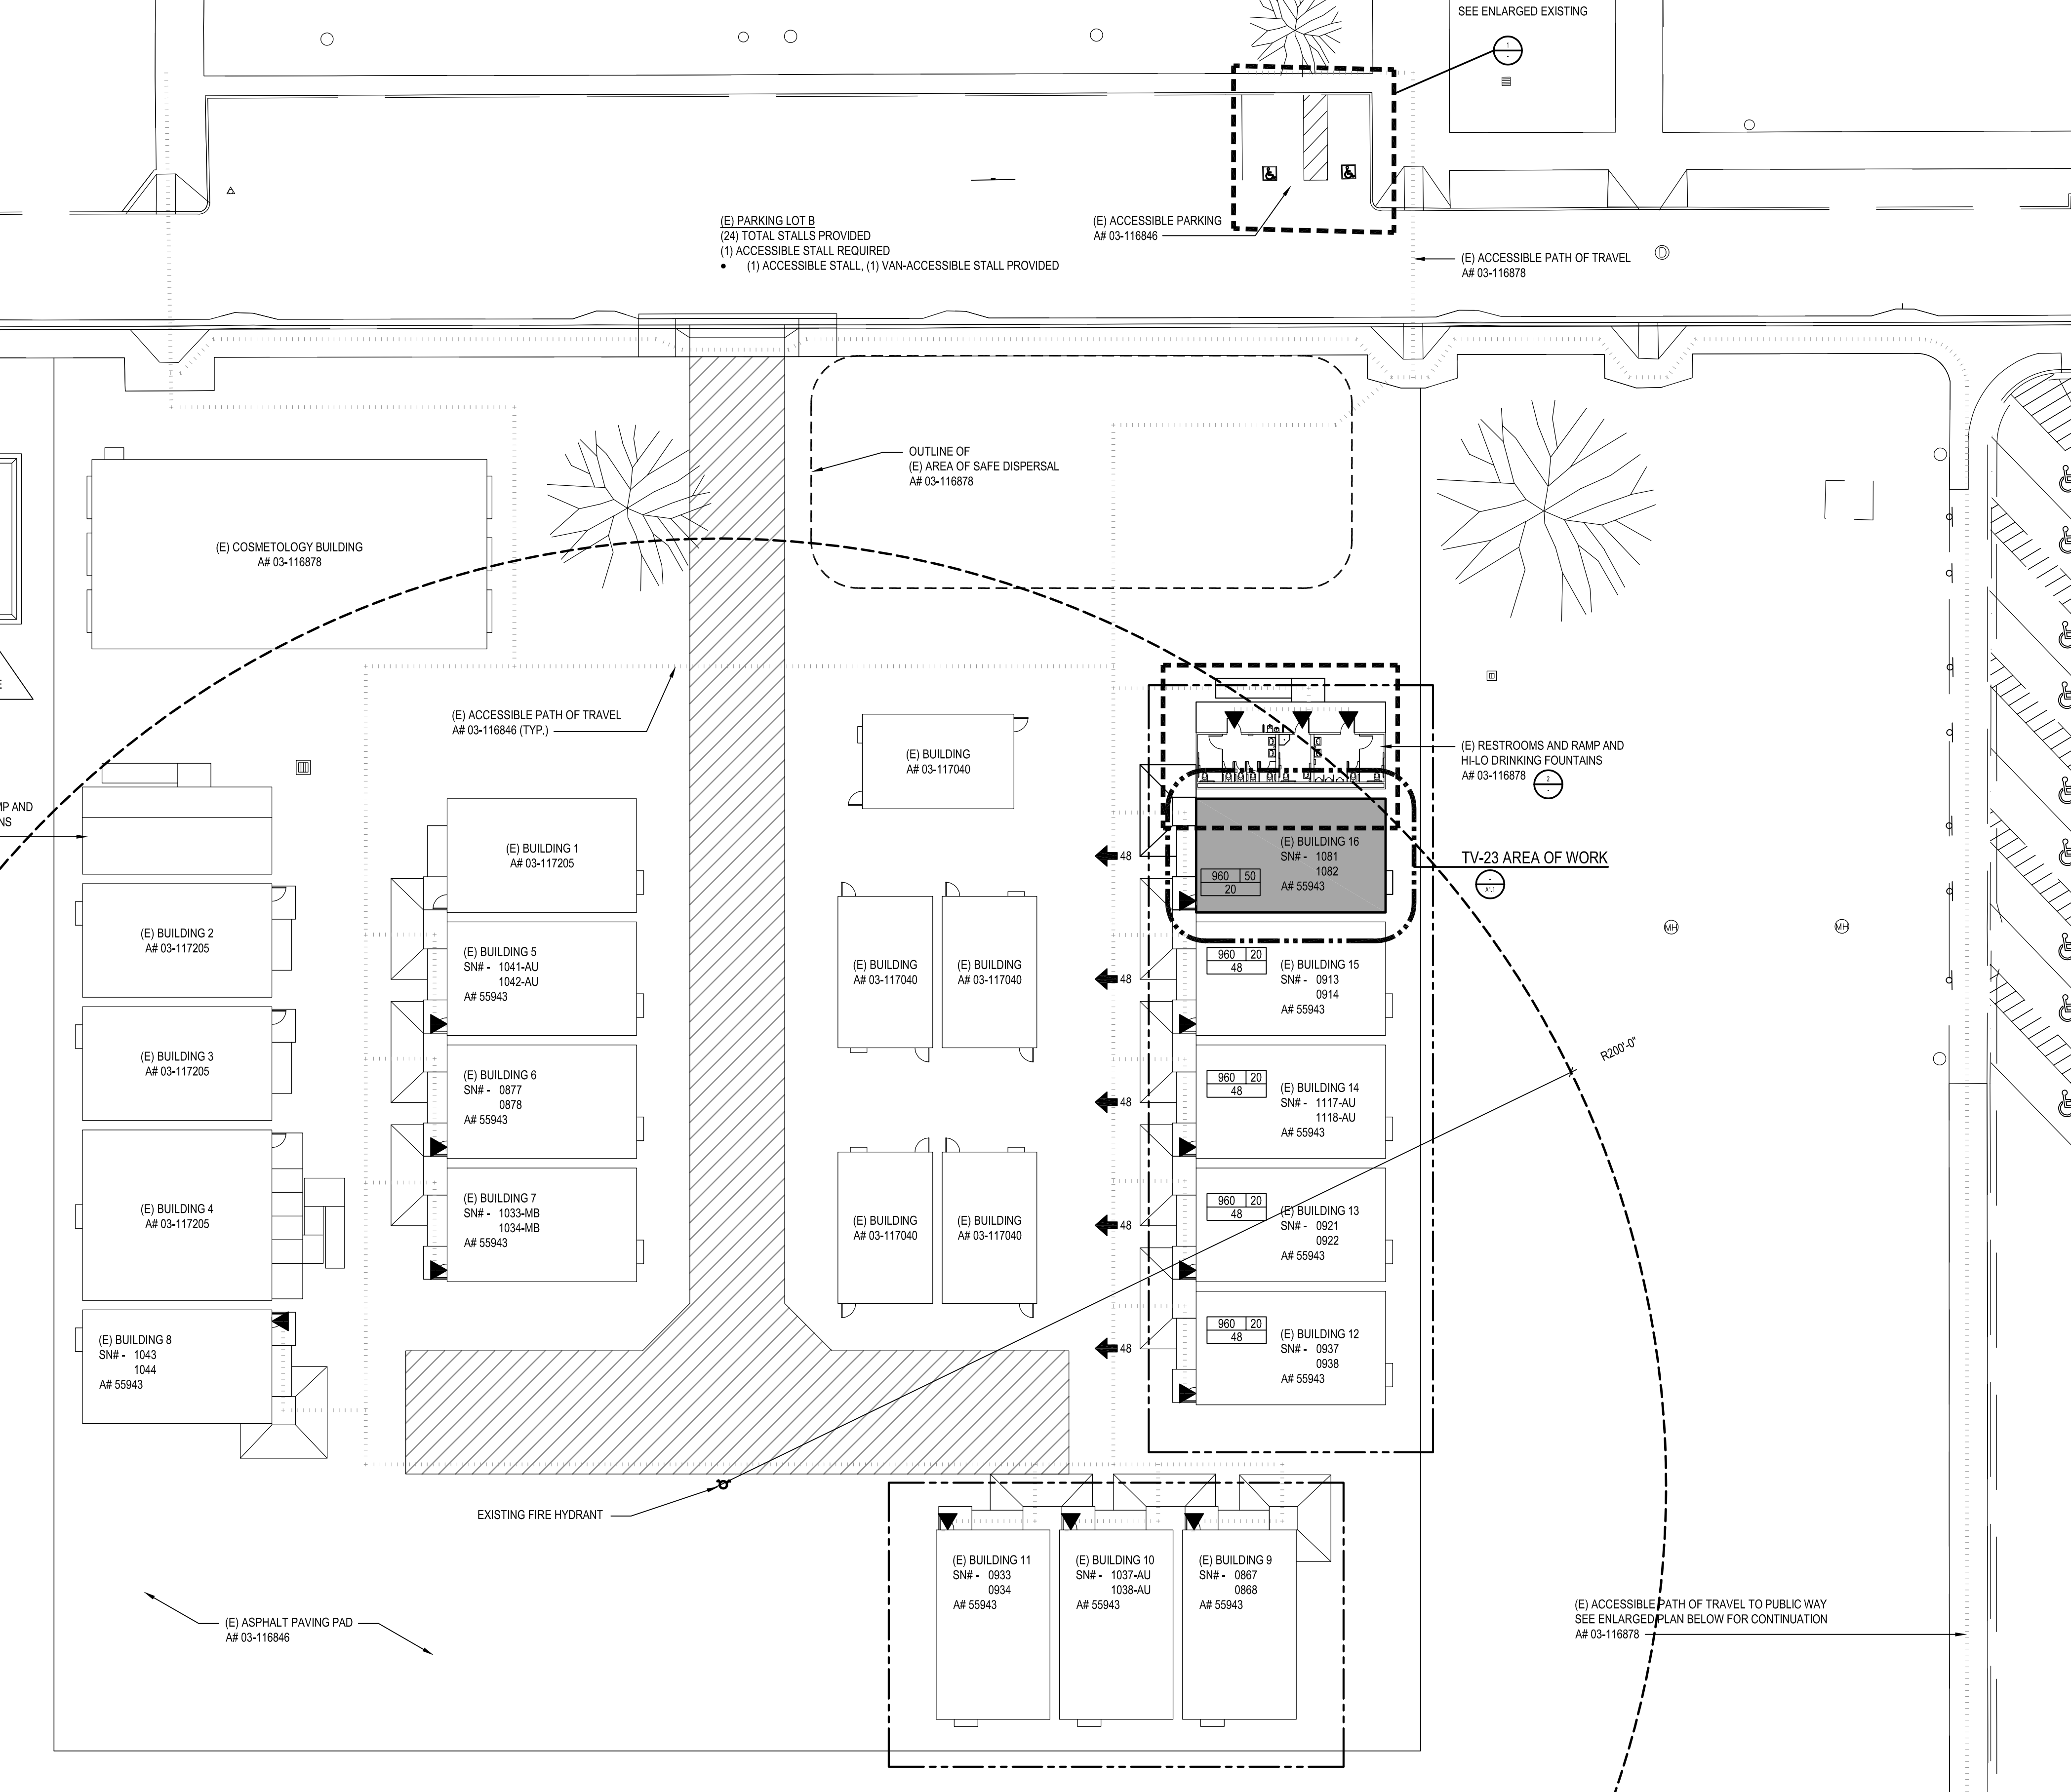 SEE ENLARGED EXISTING
1
-
(E) PARKING LOT B
(24) TOTAL STALLS PROVIDED
(1) ACCESSIBLE STALL REQUIRED
• (1) ACCESSIBLE STALL, (1) VAN-ACCESSIBLE STALL PROVIDED
(E) ACCESSIBLE PARKING
A# 03-116846
(E) ACCESSIBLE PATH OF TRAVEL
A# 03-116878
D
OUTLINE OF
(E) AREA OF SAFE DISPERSAL
A# 03-116878
(E) COSMETOLOGY BUILDING
A# 03-116878
E
(E) ACCESSIBLE PATH OF TRAVEL
A# 03-116846 (TYP.)
(E) BUILDING
A# 03-117040
(E) RESTROOMS AND RAMP AND
HI-LO DRINKING FOUNTAINS
A# 03-116878
2
-
MP AND
NS
(E) BUILDING 1
A# 03-117205
48
(E) BUILDING 16
SN# - 1081
1082
A# 55943
960 50
20
TV-23 AREA OF WORK
-
A1.1
(E) BUILDING 2
A# 03-117205
(E) BUILDING 5
SN# - 1041-AU
1042-AU
A# 55943
(E) BUILDING
A# 03-117040
(E) BUILDING
A# 03-117040
48
960 20
48
(E) BUILDING 15
SN# - 0913
0914
A# 55943
MH
MH
(E) BUILDING 3
A# 03-117205
(E) BUILDING 6
SN# - 0877
0878
A# 55943
48
960 20
48
(E) BUILDING 14
SN# - 1117-AU
1118-AU
A# 55943
R200'-0"
(E) BUILDING 4
A# 03-117205
(E) BUILDING 7
SN# - 1033-MB
1034-MB
A# 55943
(E) BUILDING
A# 03-117040
(E) BUILDING
A# 03-117040
48
960 20
48
(E) BUILDING 13
SN# - 0921
0922
A# 55943
(E) BUILDING 8
SN# - 1043
1044
A# 55943
48
960 20
48
(E) BUILDING 12
SN# - 0937
0938
A# 55943
EXISTING FIRE HYDRANT
(E) BUILDING 11
SN# - 0933
0934
A# 55943
(E) BUILDING 10
SN# - 1037-AU
1038-AU
A# 55943
(E) BUILDING 9
SN# - 0867
0868
A# 55943
(E) ASPHALT PAVING PAD
A# 03-116846
(E) ACCESSIBLE PATH OF TRAVEL TO PUBLIC WAY
SEE ENLARGED PLAN BELOW FOR CONTINUATION
A# 03-116878